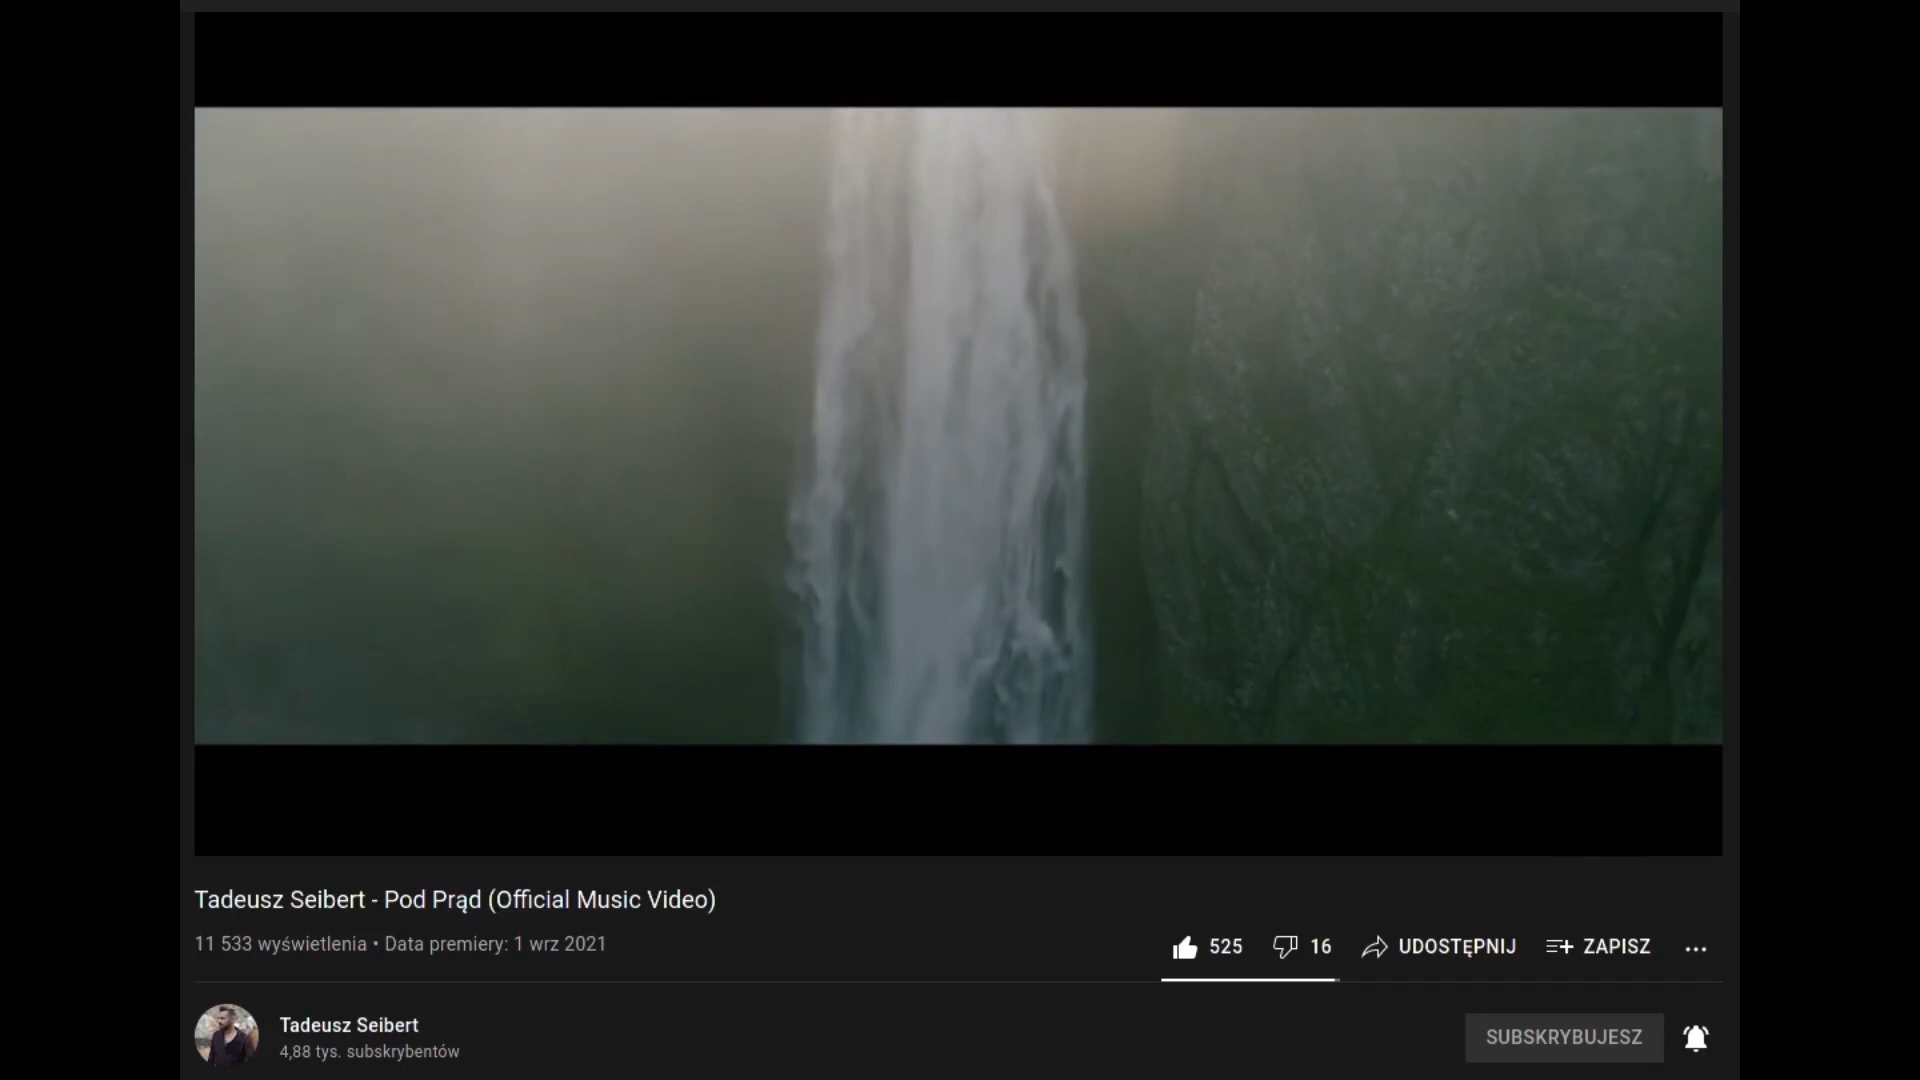 Tadeusz Seibert - Pod Prąd (Official Music Video)
11 533 wyświetlenia • Data premiery: 1 wrz 2021
525 16 UDOSTĘPNIJ ZAPISZ
Tadeusz Seibert
4,88 tys. subskrybentów
SUBSKRYBUJESZ